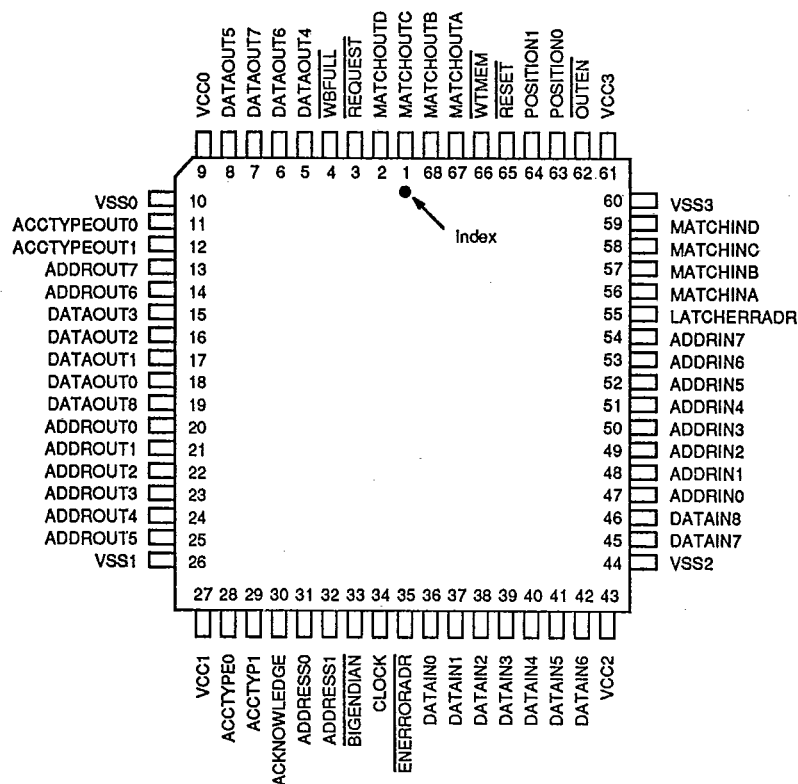 VCC0 DATAOUT5 DATAOUT7 DATAOUT6 DATAOUT4 WBFULL REQUEST MATCHOUTD MATCHOUTC MATCHOUTB MATCHOUTA WTMEM RESET POSITION1 POSITION0 OUTEN VCC3
9 8 7 6 5 4 3 2 1 68 67 66 65 64 63 62 61
Index
VSS0 10
ACCTYPEOUT0 11
ACCTYPEOUT1 12
ADDROUT7 13
ADDROUT6 14
DATAOUT3 15
DATAOUT2 16
DATAOUT1 17
DATAOUT0 18
DATAOUT8 19
ADDROUT0 20
ADDROUT1 21
ADDROUT2 22
ADDROUT3 23
ADDROUT4 24
ADDROUT5 25
VSS1 26
60 VSS3
59 MATCHIND
58 MATCHINC
57 MATCHINB
56 MATCHINA
55 LATCHERRADR
54 ADDRIN7
53 ADDRIN6
52 ADDRIN5
51 ADDRIN4
50 ADDRIN3
49 ADDRIN2
48 ADDRIN1
47 ADDRIN0
46 DATAIN8
45 DATAIN7
44 VSS2
27 28 29 30 31 32 33 34 35 36 37 38 39 40 41 42 43
VCC1 ACCTYPE0 ACCTYP1 ACKNOWLEDGE ADDRESS0 ADDRESS1 BIGENDIAN CLOCK ENERRORADR DATAIN0 DATAIN1 DATAIN2 DATAIN3 DATAIN4 DATAIN5 DATAIN6 VCC2